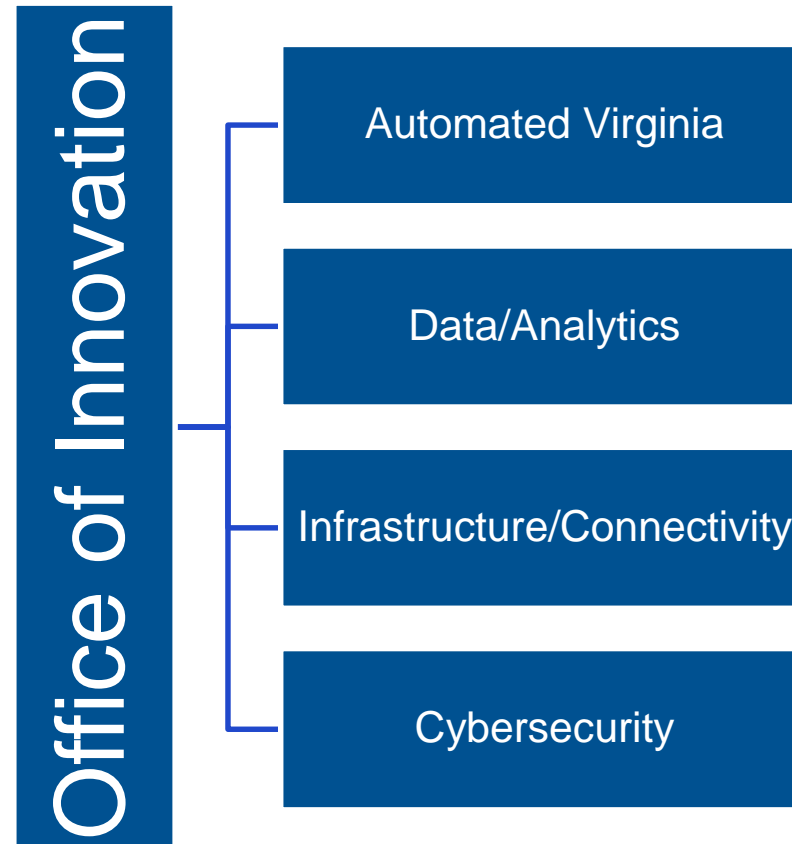 Office of Innovation
Automated Virginia
Data/Analytics
Infrastructure/Connectivity
Cybersecurity